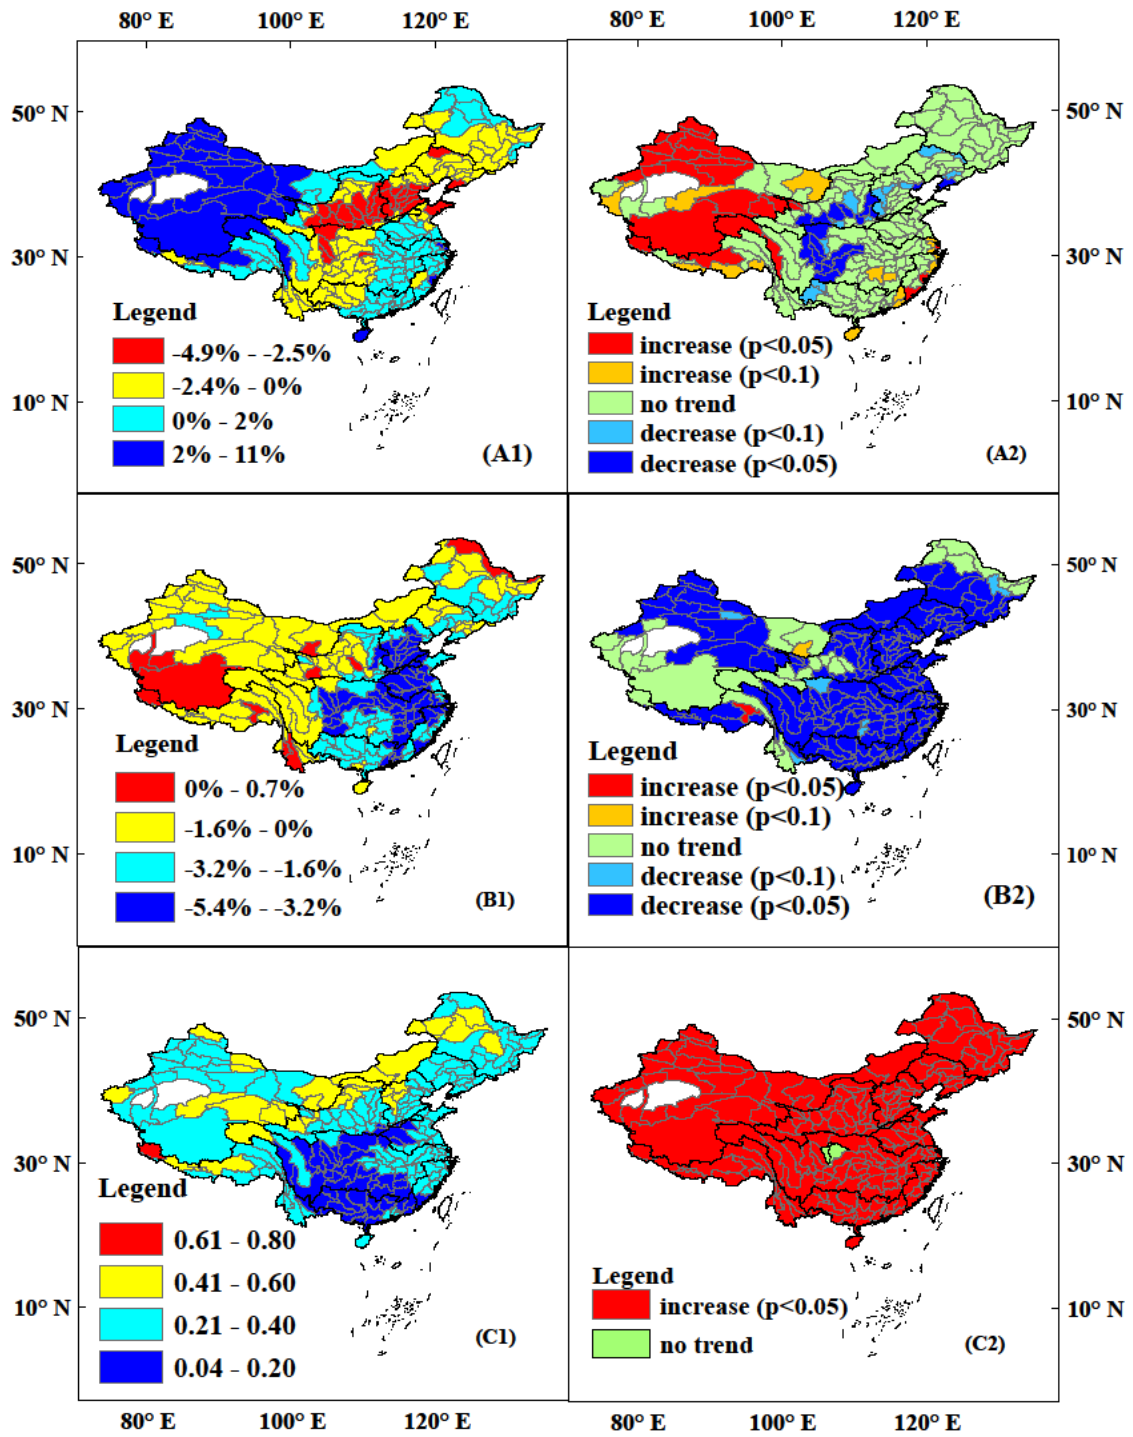 80° E 100° E 120° E 80° E 100° E 120° E
50° N 50° N
30° N 30° N
10° N 10° N
Legend
-4.9% - -2.5%
-2.4% - 0%
0% - 2%
2% - 11%
(A1)
Legend
increase (p<0.05)
increase (p<0.1)
no trend
decrease (p<0.1)
decrease (p<0.05)
(A2)
50° N 50° N
30° N 30° N
10° N 10° N
Legend
0% - 0.7%
-1.6% - 0%
-3.2% - -1.6%
-5.4% - -3.2%
(B1)
Legend
increase (p<0.05)
increase (p<0.1)
no trend
decrease (p<0.1)
decrease (p<0.05)
(B2)
50° N 50° N
30° N 30° N
10° N 10° N
Legend
0.61 - 0.80
0.41 - 0.60
0.21 - 0.40
0.04 - 0.20
(C1)
Legend
increase (p<0.05)
no trend
(C2)
80° E 100° E 120° E 80° E 100° E 120° E